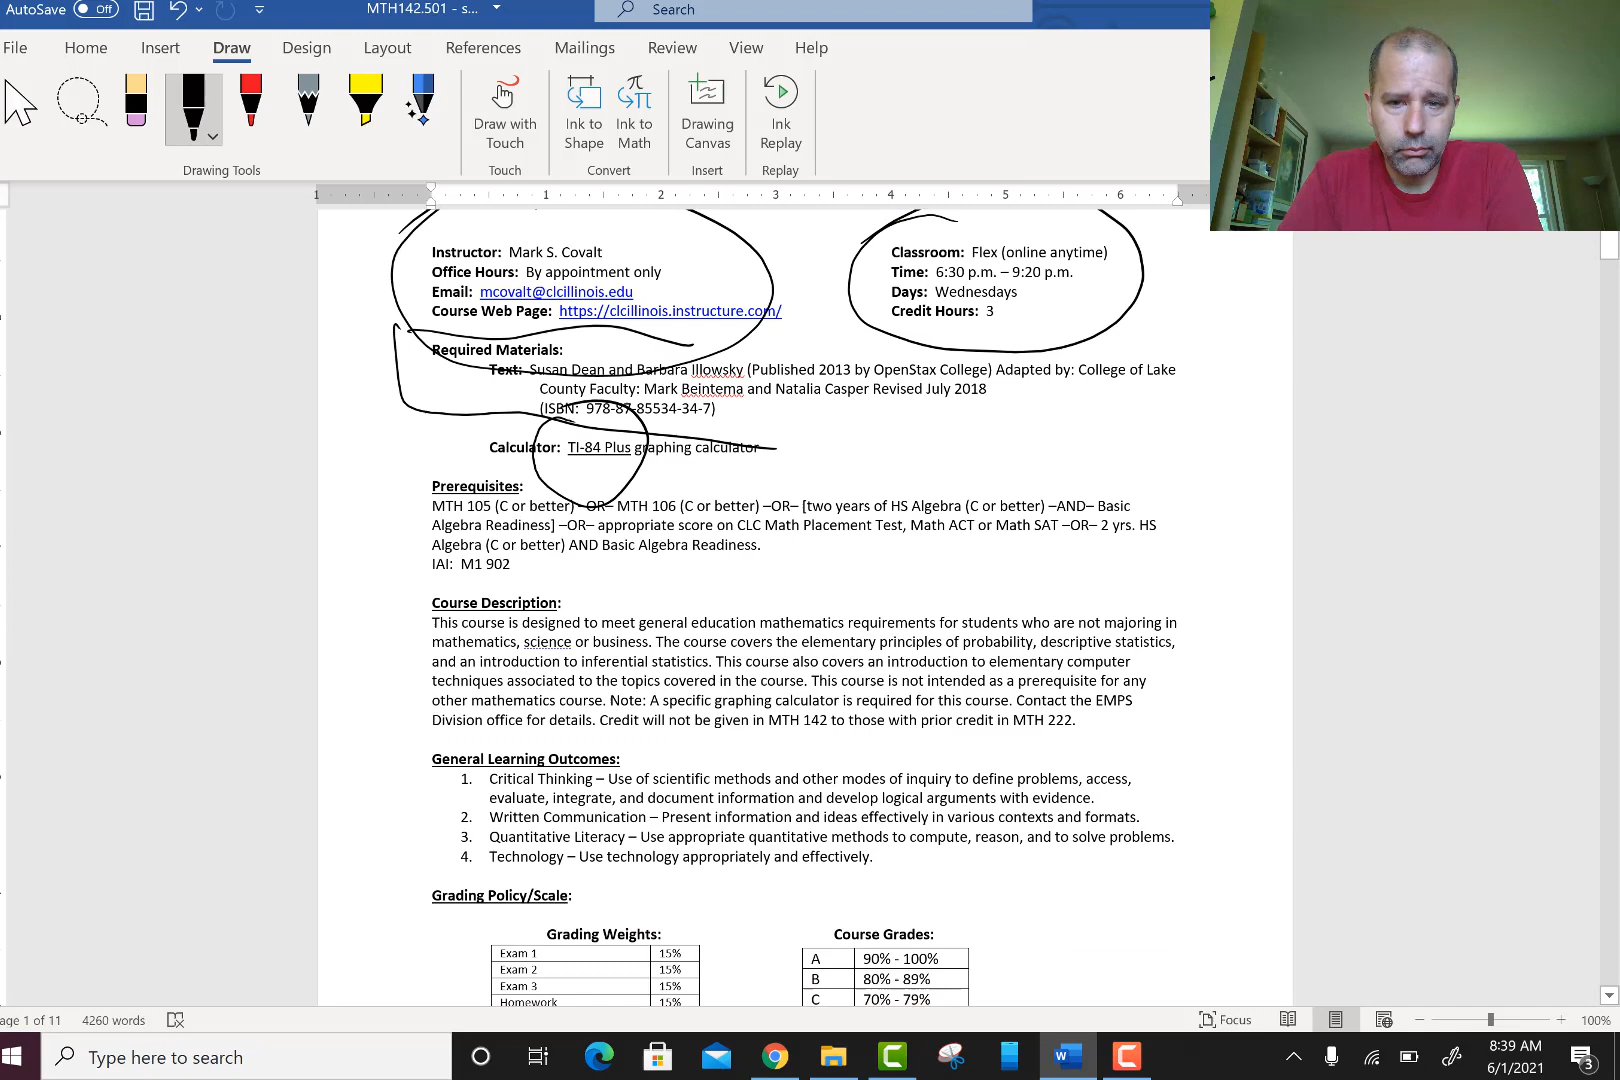 AutoSave Off MTH142.501 - s... Search
File Home Insert Draw Design Layout References Mailings Review View Help
Draw with Touch
Ink to Shape
Ink to Math
Drawing Canvas
Ink Replay
Drawing Tools Touch Convert Insert Replay
1 1 2 3 4 5 6
Instructor: Mark S. Covalt
Office Hours: By appointment only
Email: mcovalt@clcillinois.edu
Course Web Page: https://clcillinois.instructure.com/
Classroom: Flex (online anytime)
Time: 6:30 p.m. – 9:20 p.m.
Days: Wednesdays
Credit Hours: 3
Required Materials:
Text: Susan Dean and Barbara Illowsky (Published 2013 by OpenStax College) Adapted by: College of Lake
County Faculty: Mark Beintema and Natalia Casper Revised July 2018
(ISBN: 978-87-85534-34-7)
Calculator: TI-84 Plus graphing calculator
Prerequisites:
MTH 105 (C or better) –OR– MTH 106 (C or better) –OR– [two years of HS Algebra (C or better) –AND– Basic
Algebra Readiness] –OR– appropriate score on CLC Math Placement Test, Math ACT or Math SAT –OR– 2 yrs. HS
Algebra (C or better) AND Basic Algebra Readiness.
IAI: M1 902
Course Description:
This course is designed to meet general education mathematics requirements for students who are not majoring in
mathematics, science or business. The course covers the elementary principles of probability, descriptive statistics,
and an introduction to inferential statistics. This course also covers an introduction to elementary computer
techniques associated to the topics covered in the course. This course is not intended as a prerequisite for any
other mathematics course. Note: A specific graphing calculator is required for this course. Contact the EMPS
Division office for details. Credit will not be given in MTH 142 to those with prior credit in MTH 222.
General Learning Outcomes:
1. Critical Thinking – Use of scientific methods and other modes of inquiry to define problems, access,
evaluate, integrate, and document information and develop logical arguments with evidence.
2. Written Communication – Present information and ideas effectively in various contexts and formats.
3. Quantitative Literacy – Use appropriate quantitative methods to compute, reason, and to solve problems.
4. Technology – Use technology appropriately and effectively.
Grading Policy/Scale:
Grading Weights:
Exam 1 15%
Exam 2 15%
Exam 3 15%
Homework 15%
Course Grades:
A 90% - 100%
B 80% - 89%
C 70% - 79%
age 1 of 11 4260 words Focus 100%
Type here to search
8:39 AM
6/1/2021
3